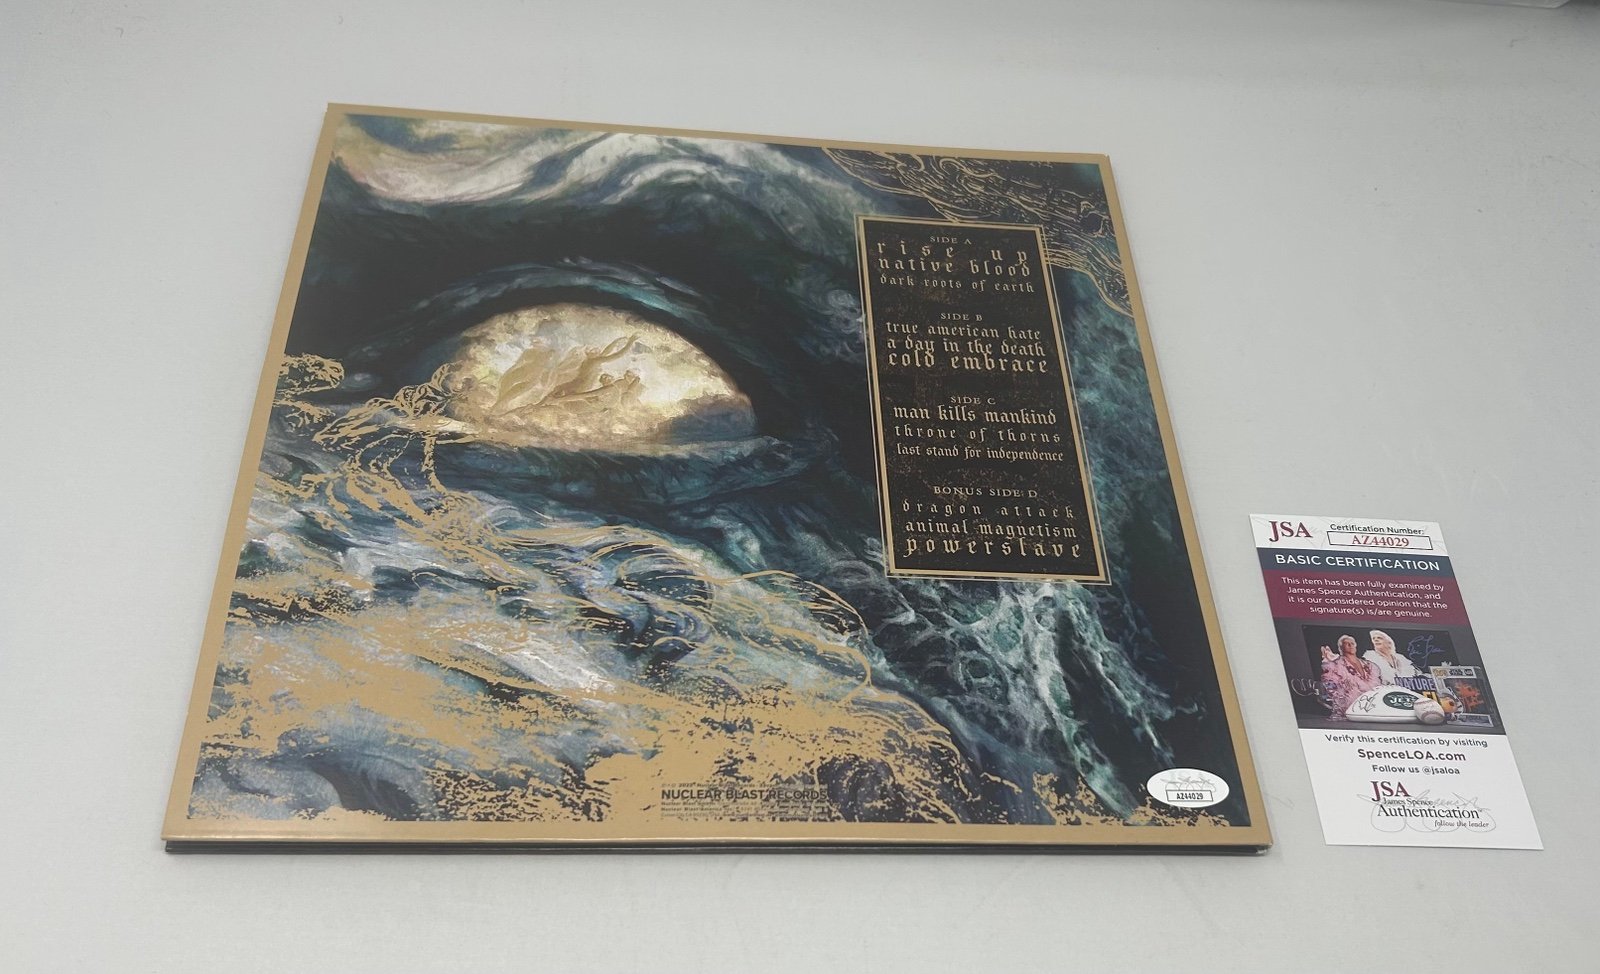 SIDE A
rise up
native blood
dark roots of earth
SIDE B
true american hate
a day in the death
cold embrace
SIDE C
man kills mankind
throne of thorns
last stand for independence
BONUS SIDE D
dragon attack
animal magnetism
powerslave
NUCLEAR BLAST RECORDS
AZ44029
JSA
Certification Number:
AZ44029
BASIC CERTIFICATION
This item has been fully examined by
James Spence Authentication, and
it is our considered opinion that the
signature(s) is/are genuine.
NATURE
JETS
Verify this certification by visiting
SpenceLOA.com
Follow us @jsaloa
JSA
James Spence
Authentication
follow the leader